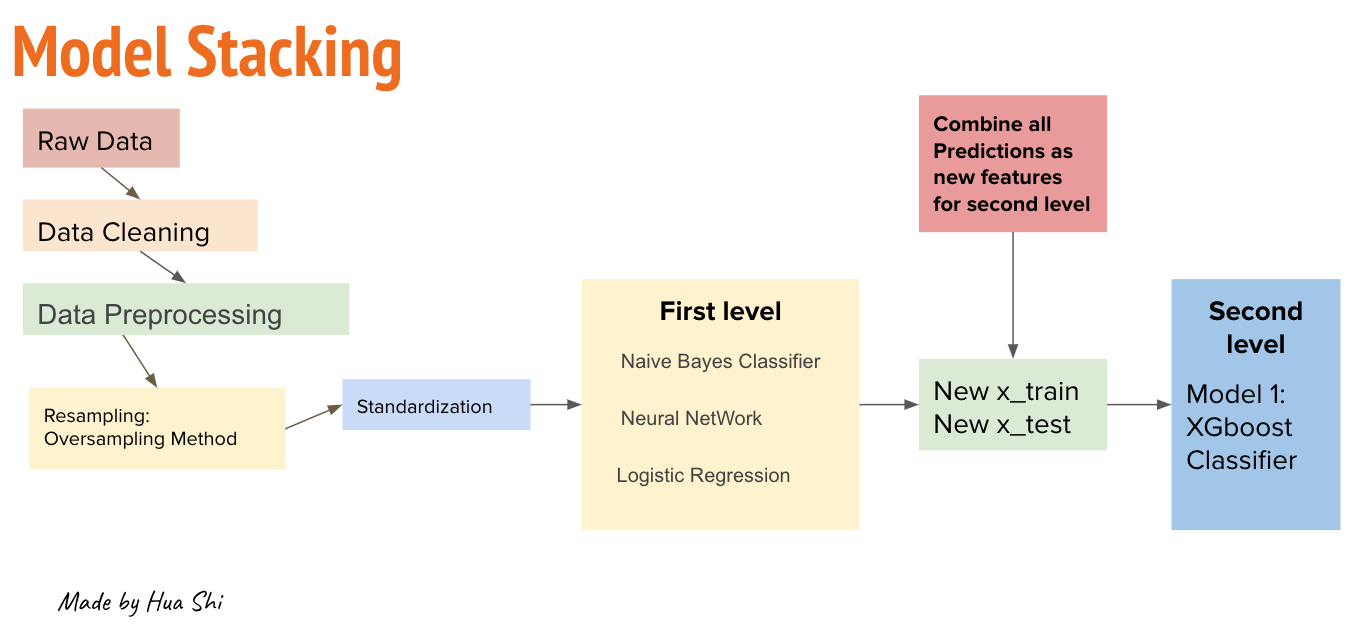 Model Stacking
Raw Data
Data Cleaning
Data Preprocessing
Resampling:
Oversampling Method
Standardization
First level
Naive Bayes Classifier
Neural NetWork
Logistic Regression
Combine all
Predictions as
new features
for second level
New x_train
New x_test
Second
level
Model 1:
XGboost
Classifier
Made by Hua Shi